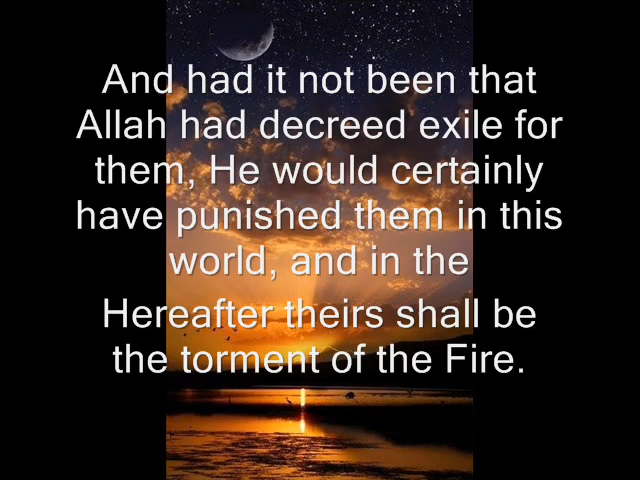 And had it not been that
Allah had decreed exile for
them, He would certainly
have punished them in this
world, and in the
Hereafter theirs shall be
the torment of the Fire.